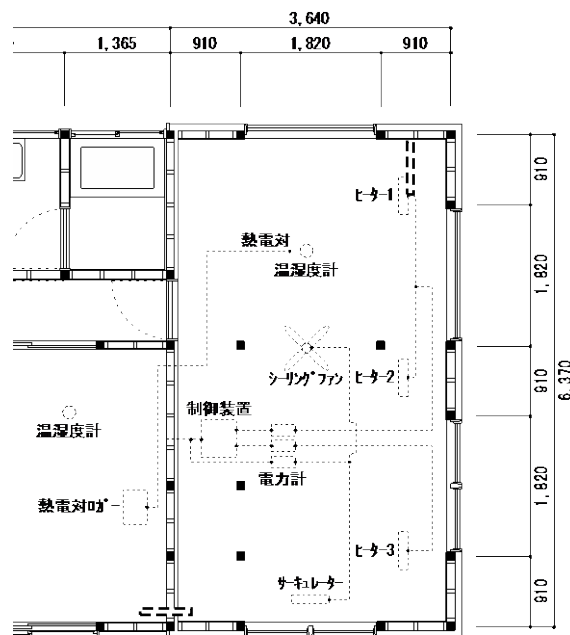 3,640
1,365
910
1,820
910
ヒーター1
910
熱電対
温湿度計
1,820
シーリングファン
ヒーター2
910
6,370
制御装置
温湿度計
電力計
熱電対ロガー
1,820
ヒーター3
サーキュレーター
910